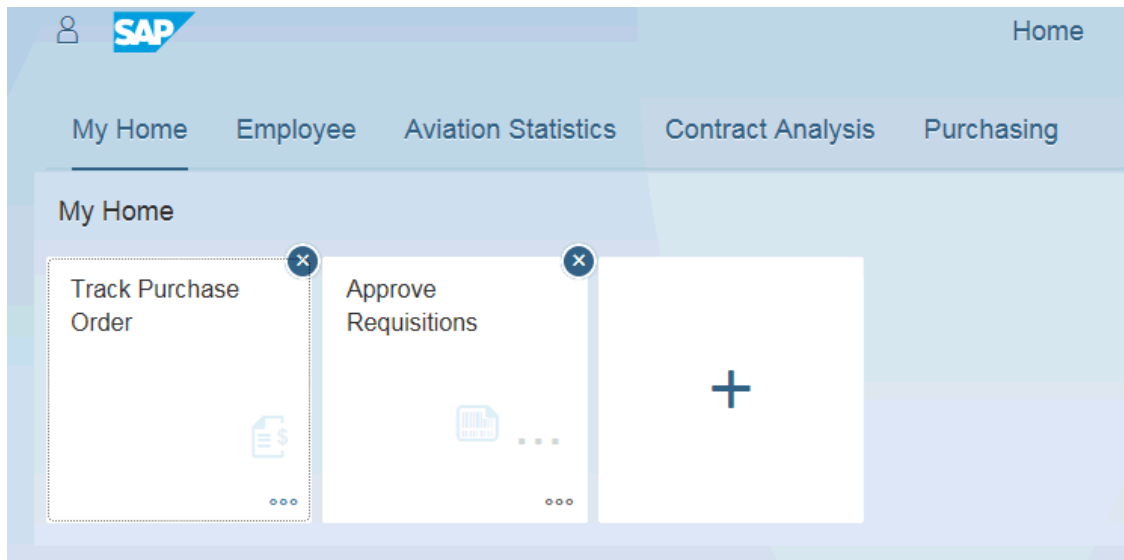 SAP
Home
My Home
Employee
Aviation Statistics
Contract Analysis
Purchasing
My Home
Track Purchase
Order
Approve
Requisitions
...
$